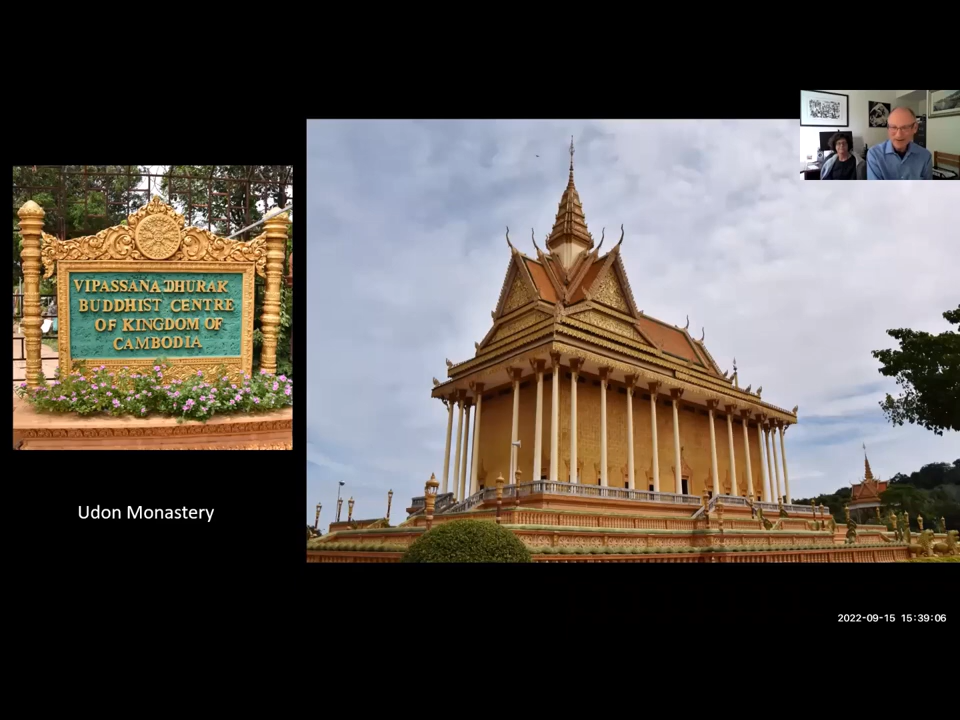 VIPASSANA DHURAK
BUDDHIST CENTRE
OF KINGDOM OF
CAMBODIA
Udon Monastery
2022-09-15 15:39:06